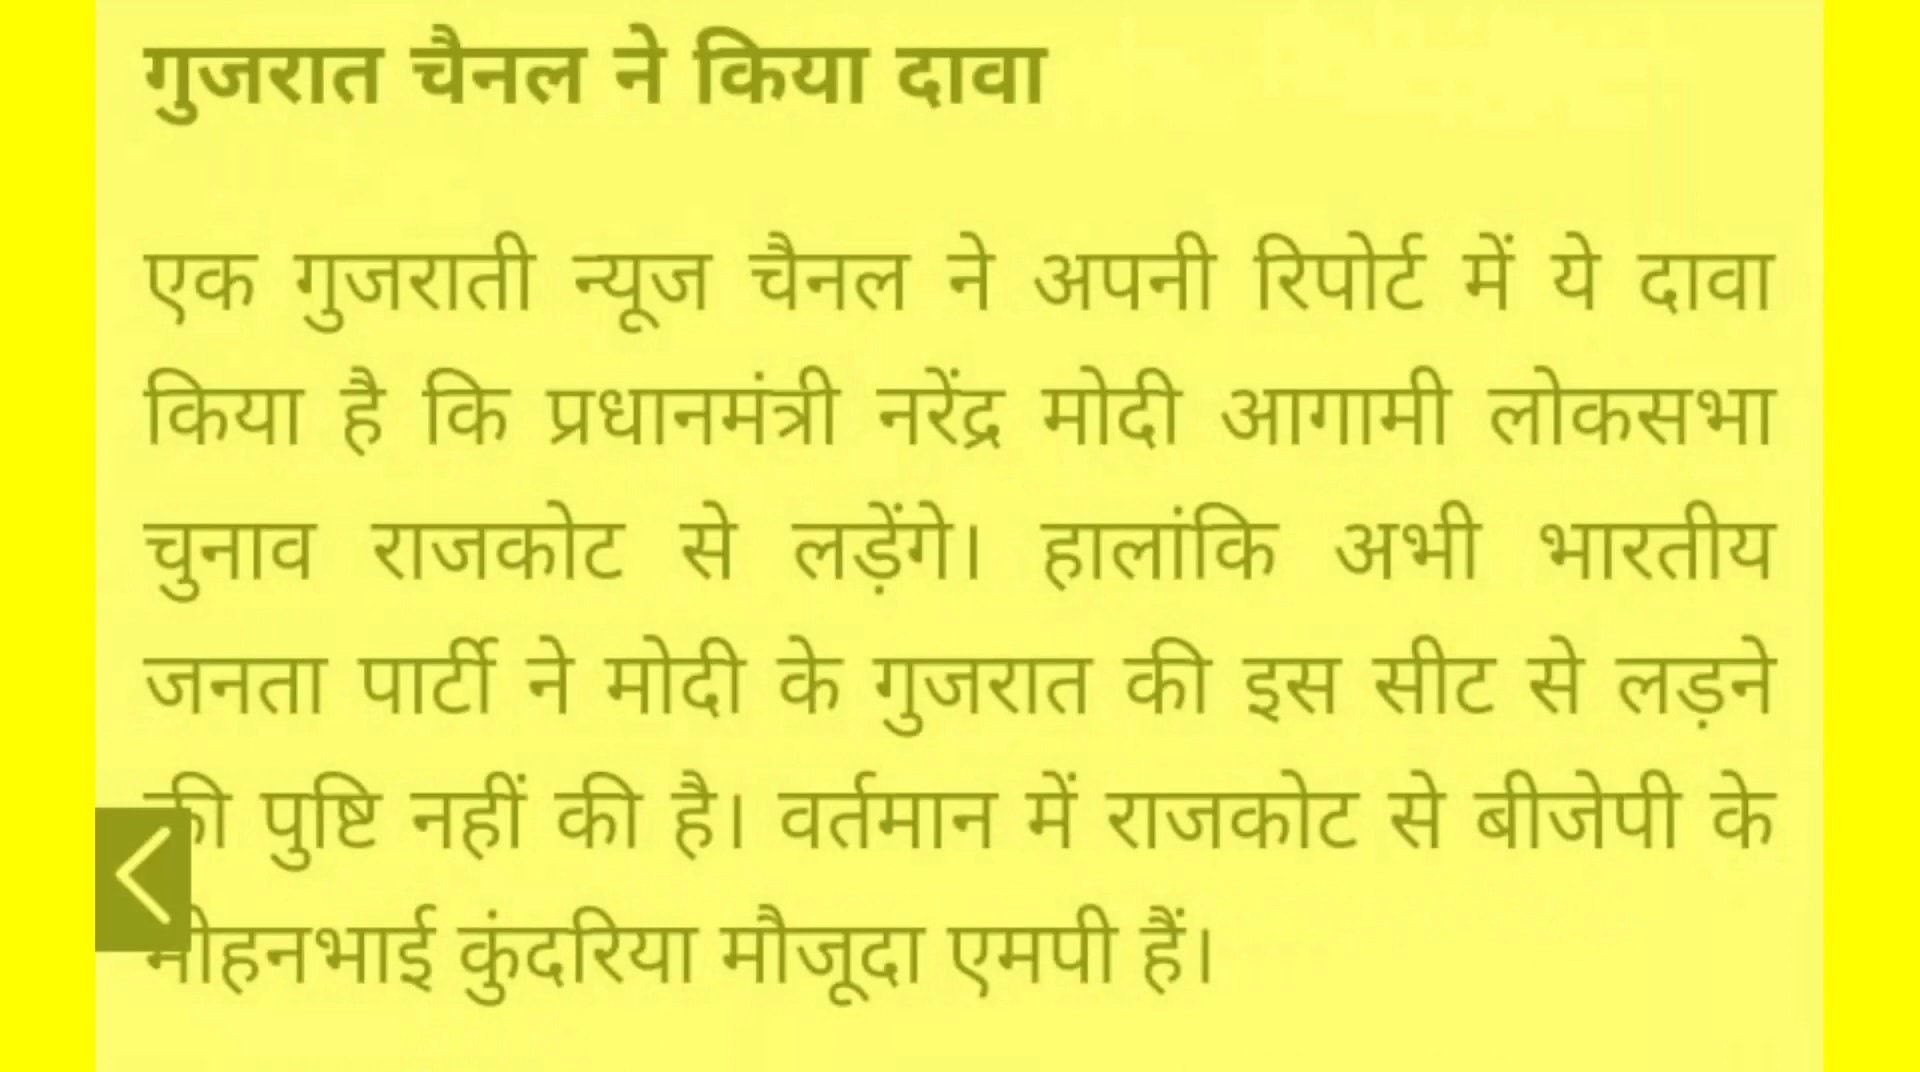 गुजरात चैनल ने किया दावा
एक गुजराती न्यूज चैनल ने अपनी रिपोर्ट में ये दावा
किया है कि प्रधानमंत्री नरेंद्र मोदी आगामी लोकसभा
चुनाव राजकोट से लड़ेंगे। हालांकि अभी भारतीय
जनता पार्टी ने मोदी के गुजरात की इस सीट से लड़ने
की पुष्टि नहीं की है। वर्तमान में राजकोट से बीजेपी के
मोहनभाई कुंदरिया मौजूदा एमपी हैं।